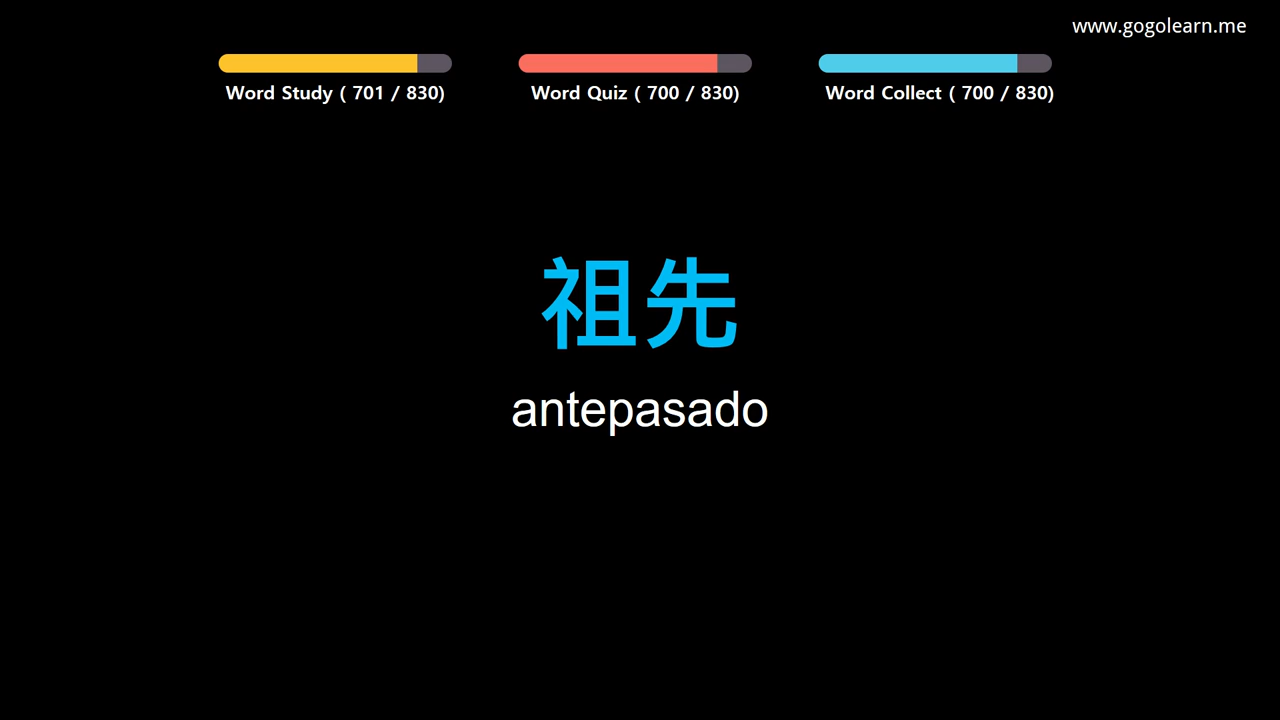 www.gogolearn.me
Word Study ( 701 / 830)
Word Quiz ( 700 / 830)
Word Collect ( 700 / 830)
祖先
antepasado